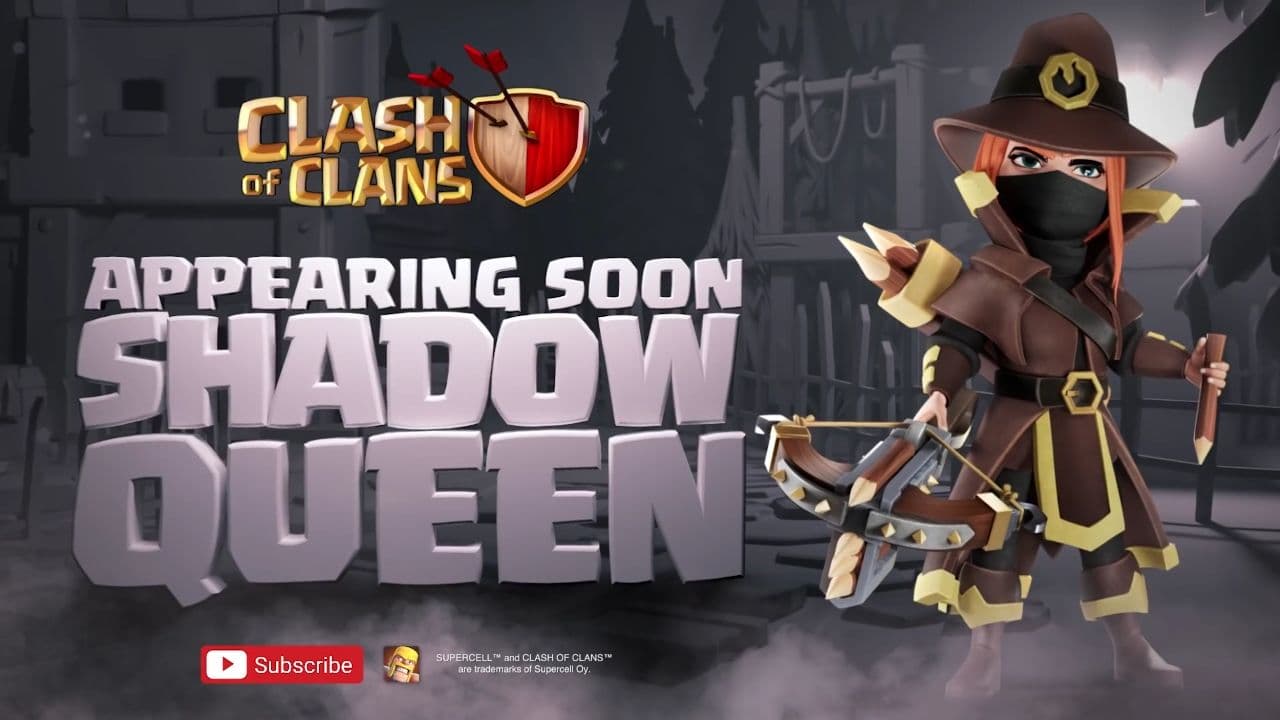 CLASH
OF CLANS
APPEARING SOON
SHADOW
QUEEN
Subscribe
SUPERCELL™ and CLASH OF CLANS™
are trademarks of Supercell Oy.